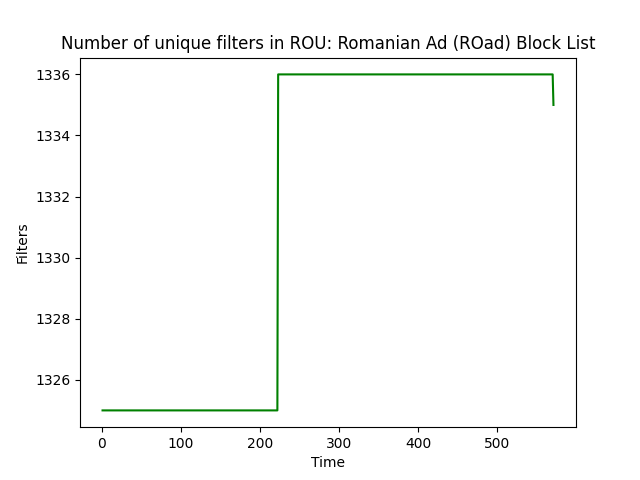 Number of unique filters in ROU: Romanian Ad (ROad) Block List
1336
1334
1332
1330
1328
1326
Filters
0 100 200 300 400 500
Time